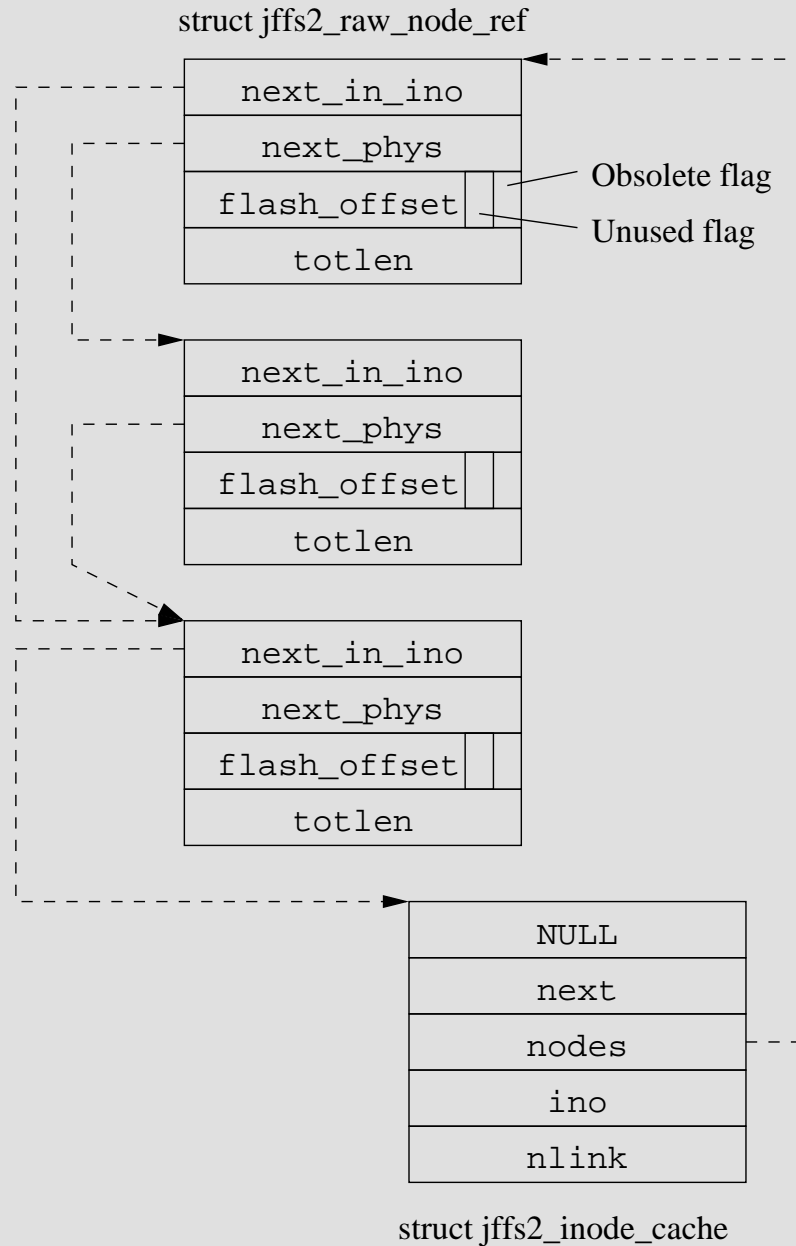 struct jffs2_raw_node_ref
next_in_ino
next_phys
flash_offset
totlen
Obsolete flag
Unused flag
next_in_ino
next_phys
flash_offset
totlen
next_in_ino
next_phys
flash_offset
totlen
NULL
next
nodes
ino
nlink
struct jffs2_inode_cache